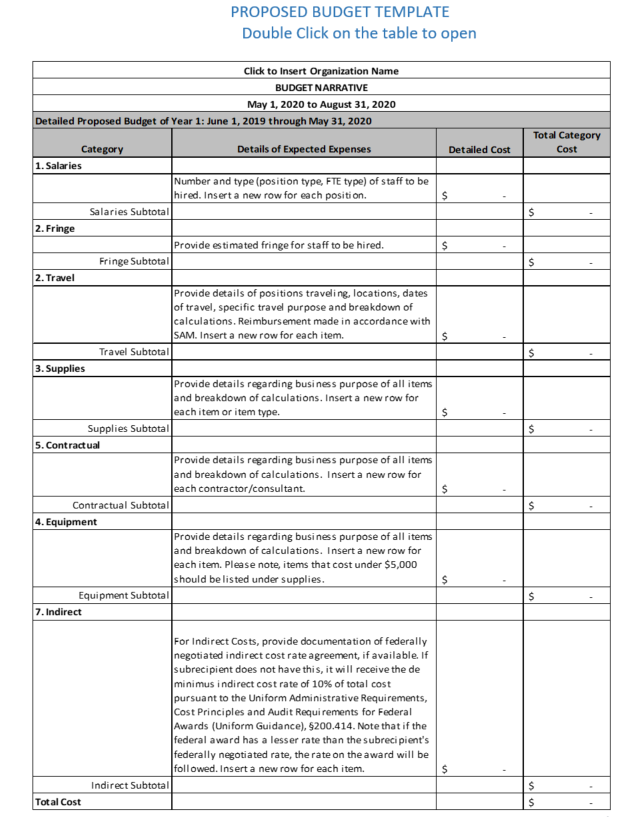 PROPOSED BUDGET TEMPLATE
Double Click on the table to open
Click to Insert Organization Name
BUDGET NARRATIVE
May 1, 2020 to August 31, 2020
Detailed Proposed Budget of Year 1: June 1, 2019 through May 31, 2020
Category Details of Expected Expenses Detailed Cost Total Category
Cost
1. Salaries
Number and type (position type, FTE type) of staff to be
hired. Insert a new row for each position. $ -
Salaries Subtotal $ -
2. Fringe
Provide estimated fringe for staff to be hired. $ -
Fringe Subtotal $ -
2. Travel
Provide details of positions traveling, locations, dates
of travel, specific travel purpose and breakdown of
calculations. Reimbursement made in accordance with
SAM. Insert a new row for each item. $ -
Travel Subtotal $ -
3. Supplies
Provide details regarding business purpose of all items
and breakdown of calculations. Insert a new row for
each item or item type. $ -
Supplies Subtotal $ -
5. Contractual
Provide details regarding business purpose of all items
and breakdown of calculations. Insert a new row for
each contractor/consultant. $ -
Contractual Subtotal $ -
4. Equipment
Provide details regarding business purpose of all items
and breakdown of calculations. Insert a new row for
each item. Please note, items that cost under $5,000
should be listed under supplies. $ -
Equipment Subtotal $ -
7. Indirect
For Indirect Costs, provide documentation of federally
negotiated indirect cost rate agreement, if available. If
subrecipient does not have this, it will receive the de
minimus indirect cost rate of 10% of total cost
pursuant to the Uniform Administrative Requirements,
Cost Principles and Audit Requirements for Federal
Awards (Uniform Guidance), §200.414. Note that if the
federal award has a lesser rate than the subrecipient's
federally negotiated rate, the rate on the award will be
followed. Insert a new row for each item. $ -
Indirect Subtotal $ -
Total Cost $ -